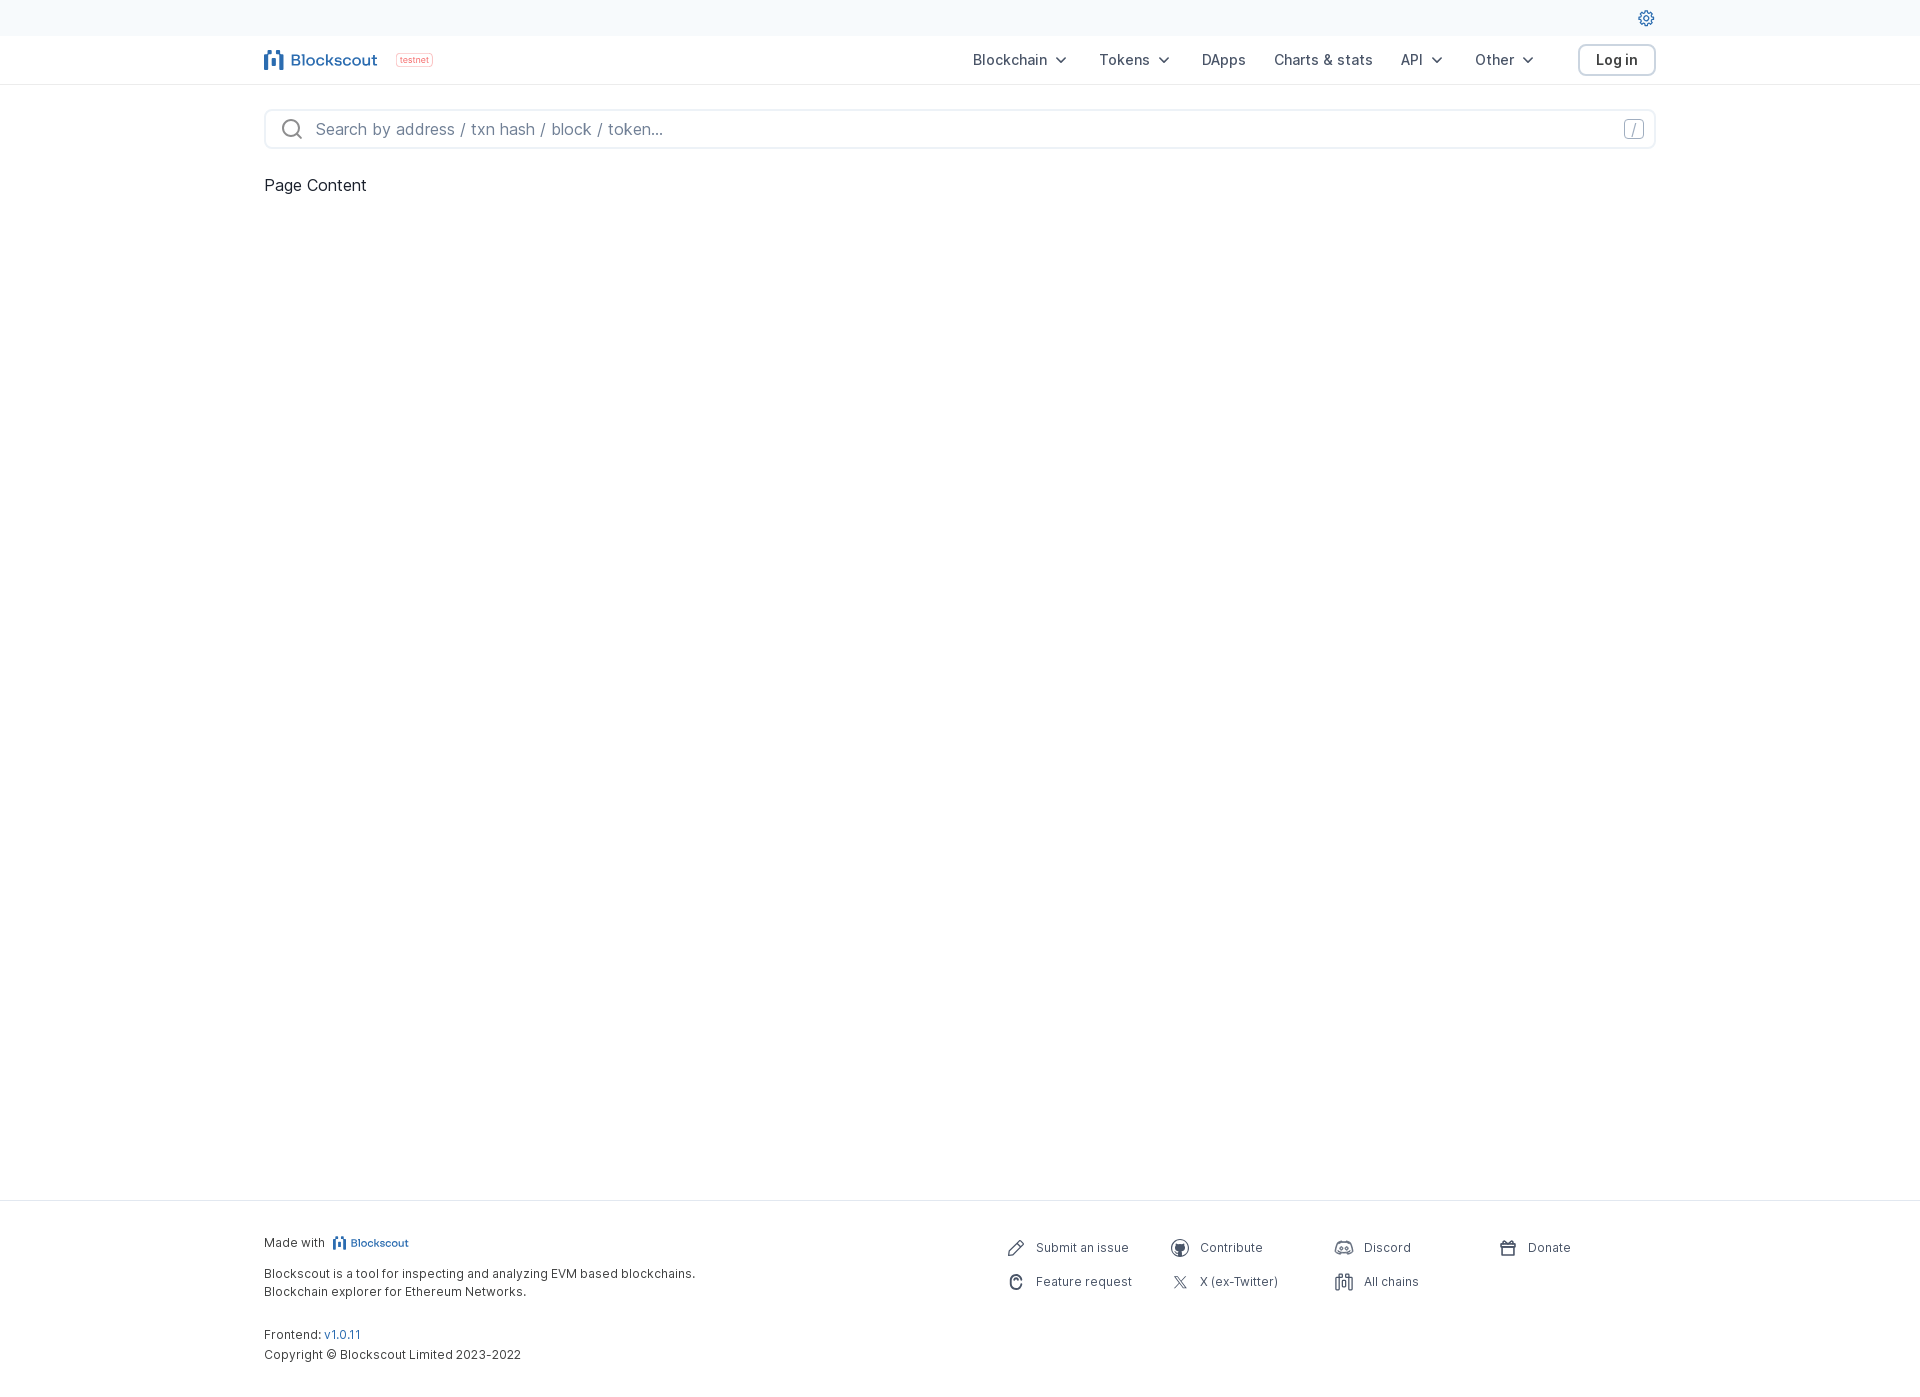 Blockscout testnet Blockchain Tokens DApps Charts & stats API Other Log in
Search by address / txn hash / block / token... /
Page Content
Made with Blockscout
Blockscout is a tool for inspecting and analyzing EVM based blockchains.
Blockchain explorer for Ethereum Networks.
Frontend: v1.0.11
Copyright © Blockscout Limited 2023-2022
Submit an issue Contribute Discord Donate
Feature request X (ex-Twitter) All chains